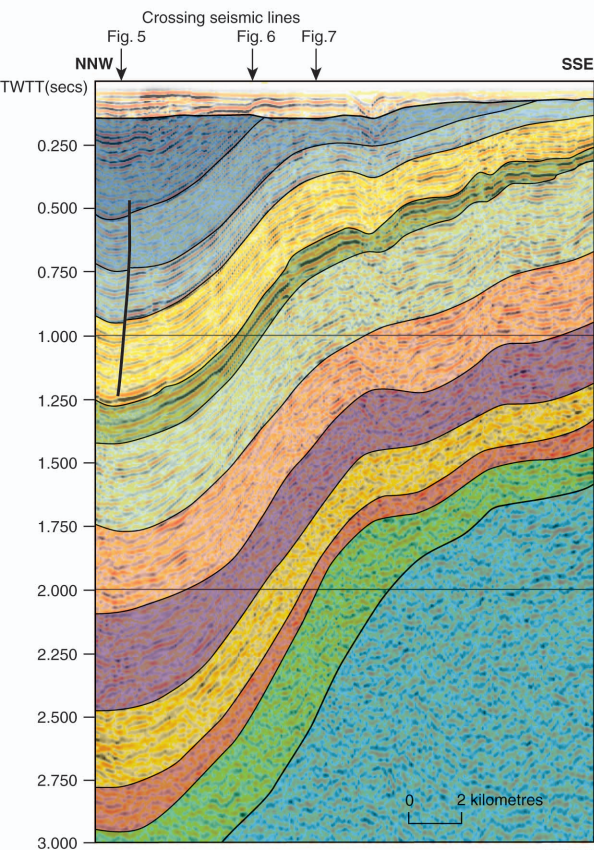 Crossing seismic lines
Fig. 5 Fig. 6 Fig.7
NNW SSE
TWTT(secs)
0.250
0.500
0.750
1.000
1.250
1.500
1.750
2.000
2.250
2.500
2.750
0 2 kilometres
3.000